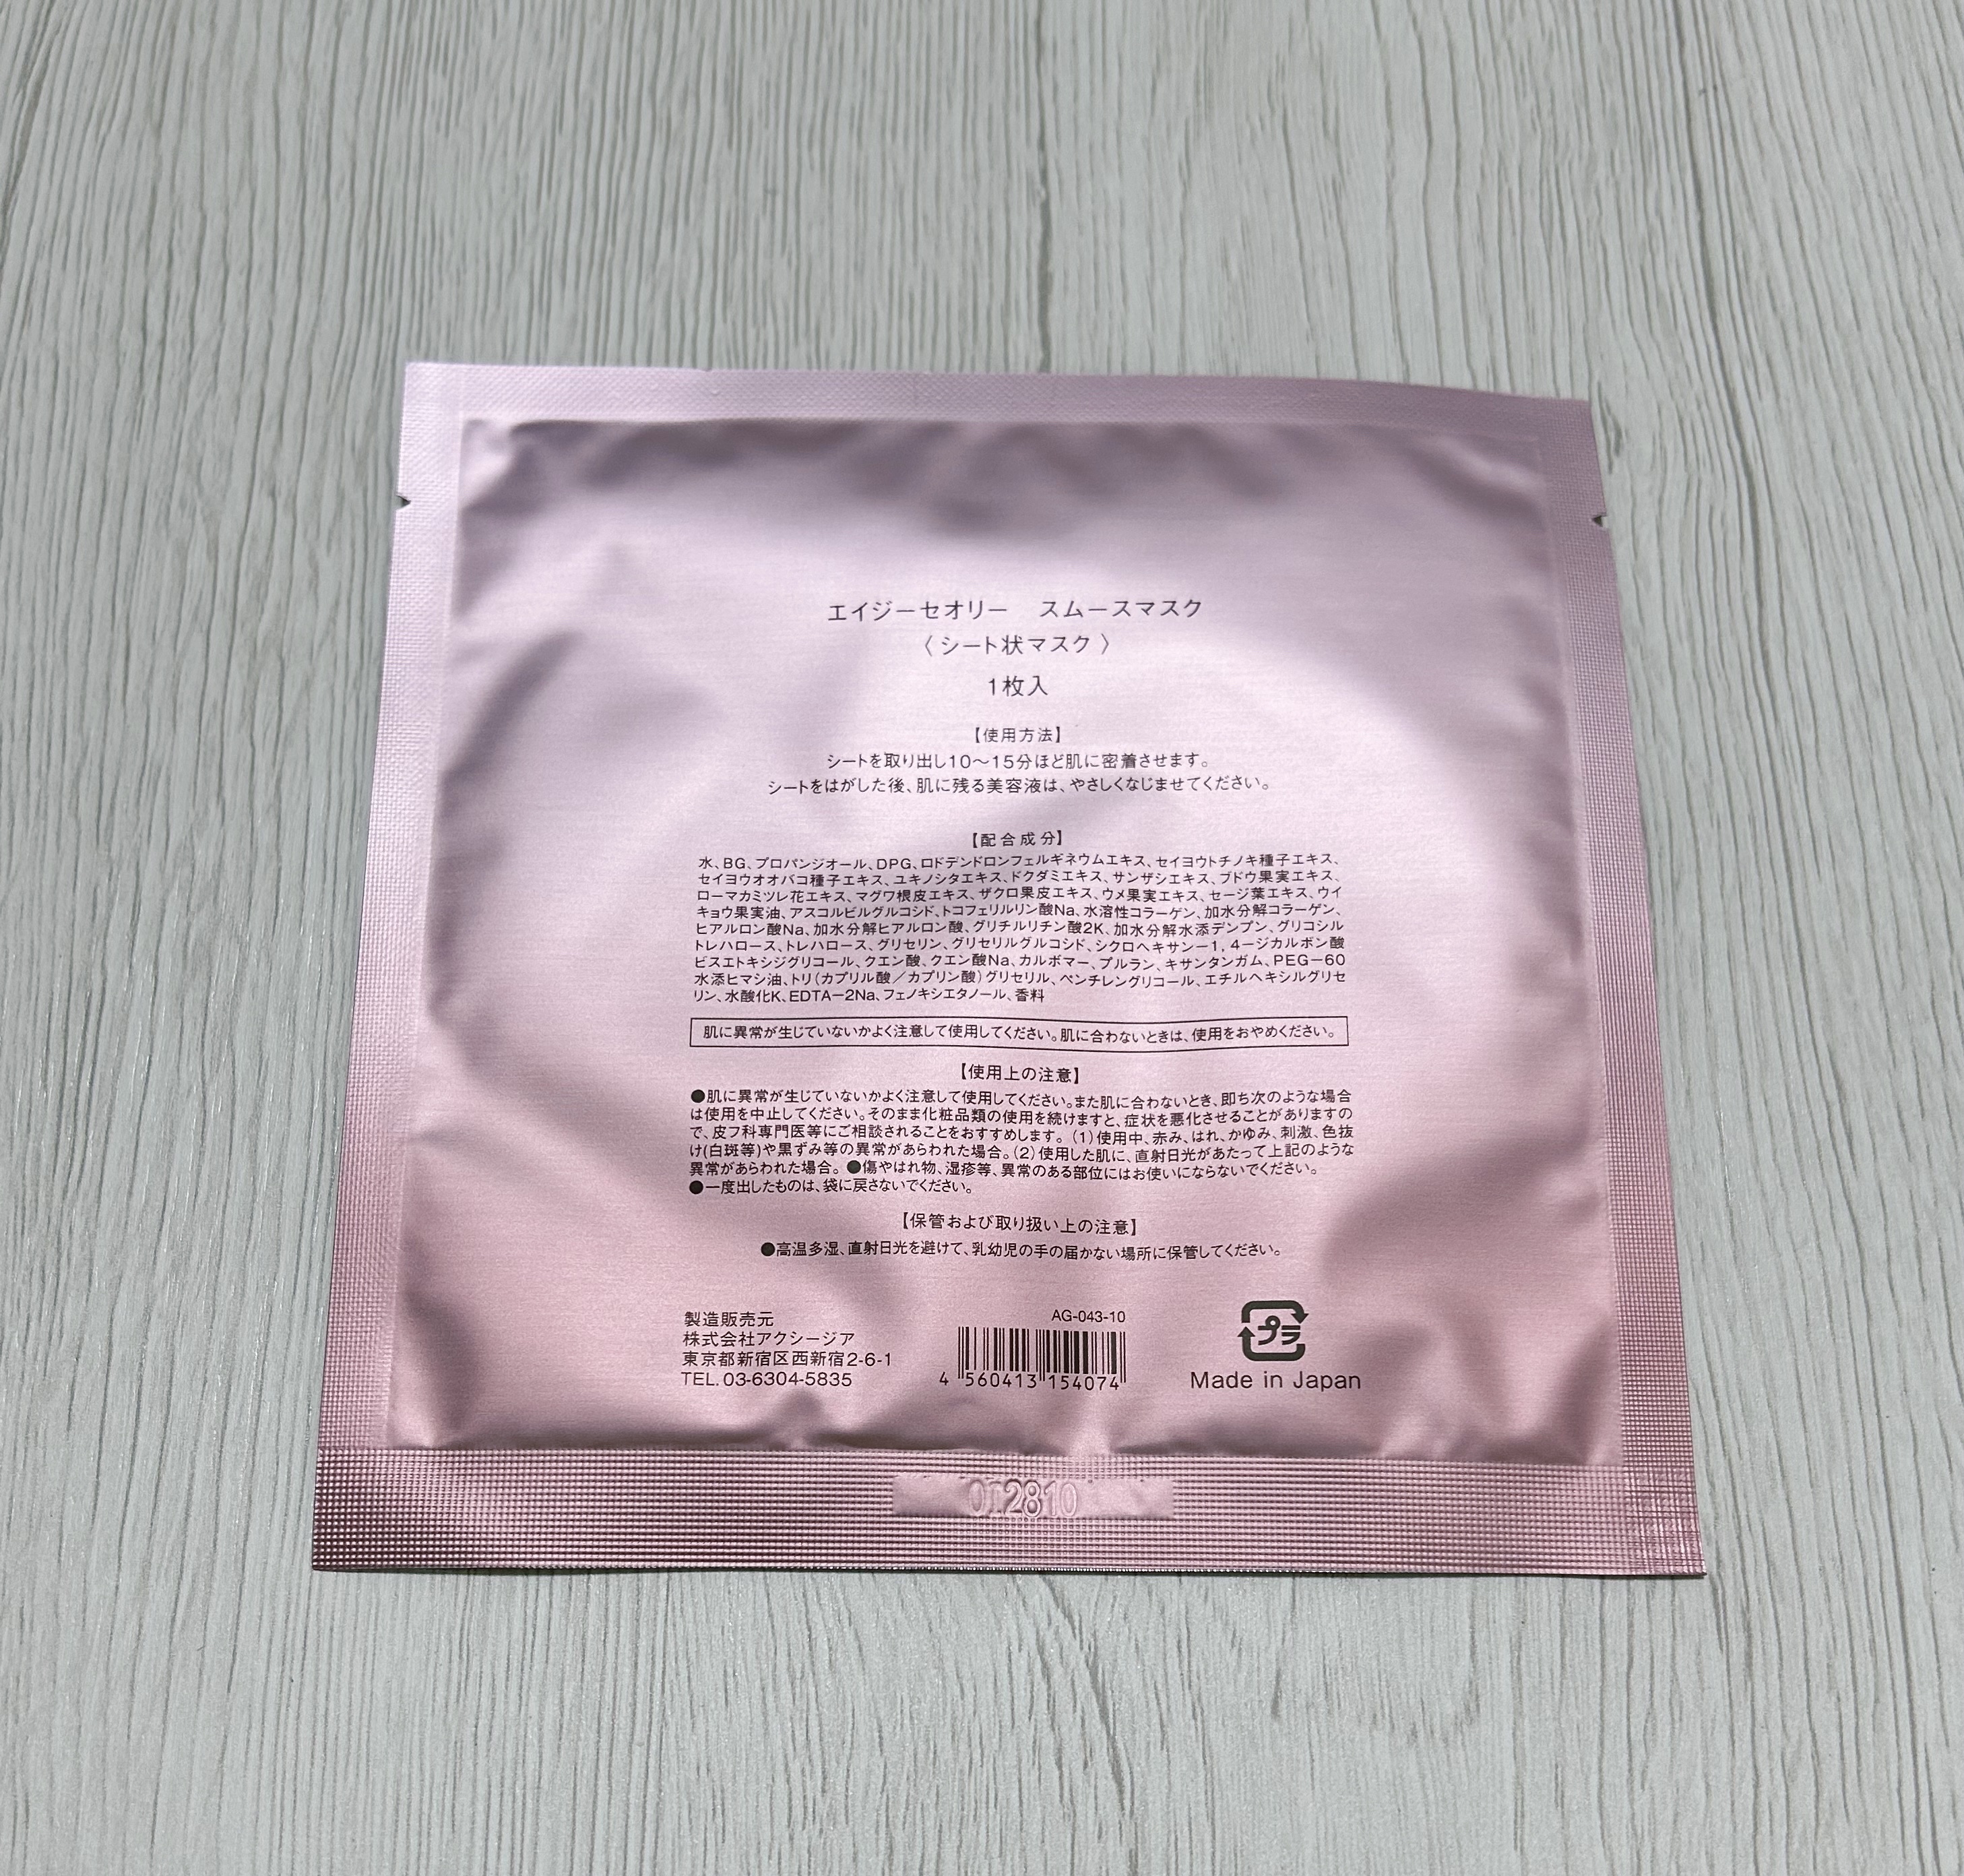 エイジーセオリー　スムースマスク
〈シート状マスク〉
1枚入
【使用方法】
シートを取り出し10～15分ほど肌に密着させます。
シートをはがした後、肌に残る美容液は、やさしくなじませてください。
【配合成分】
水、BG、プロパンジオール、DPG、ロドデンドロンフェルギネウムエキス、セイヨウトチノキ種子エキス、
セイヨウオオバコ種子エキス、ユキノシタエキス、ドクダミエキス、サンザシエキス、ブドウ果実エキス、
ローマカミツレ花エキス、マグワ根皮エキス、ザクロ果皮エキス、ウメ果実エキス、セージ葉エキス、ウイ
キョウ果実油、アスコルビルグルコシド、トコフェリルリン酸Na、水溶性コラーゲン、加水分解コラーゲン、
ヒアルロン酸Na、加水分解ヒアルロン酸、グリチルリチン酸2K、加水分解水添デンプン、グリコシル
トレハロース、トレハロース、グリセリン、グリセリルグルコシド、シクロヘキサン－1，4－ジカルボン酸
ビスエトキシジグリコール、クエン酸、クエン酸Na、カルボマー、プルラン、キサンタンガム、PEG－60
水添ヒマシ油、トリ(カプリル酸／カプリン酸)グリセリル、ペンチレングリコール、エチルヘキシルグリセ
リン、水酸化K、EDTA－2Na、フェノキシエタノール、香料
肌に異常が生じていないかよく注意して使用してください。肌に合わないときは、使用をおやめください。
【使用上の注意】
●肌に異常が生じていないかよく注意して使用してください。また肌に合わないとき、即ち次のような場合
は使用を中止してください。そのまま化粧品類の使用を続けますと、症状を悪化させることがありますの
で、皮フ科専門医等にご相談されることをおすすめします。(1)使用中、赤み、はれ、かゆみ、刺激、色抜
け(白斑等)や黒ずみ等の異常があらわれた場合。(2)使用した肌に、直射日光があたって上記のような
異常があらわれた場合。●傷やはれ物、湿疹等、異常のある部位にはお使いにならないでください。
●一度出したものは、袋に戻さないでください。
【保管および取り扱い上の注意】
●高温多湿、直射日光を避けて、乳幼児の手の届かない場所に保管してください。
製造販売元
株式会社アクシージア
東京都新宿区西新宿2-6-1
TEL.03-6304-5835
AG-043-10
4 560413 154074
プラ
Made in Japan
012810